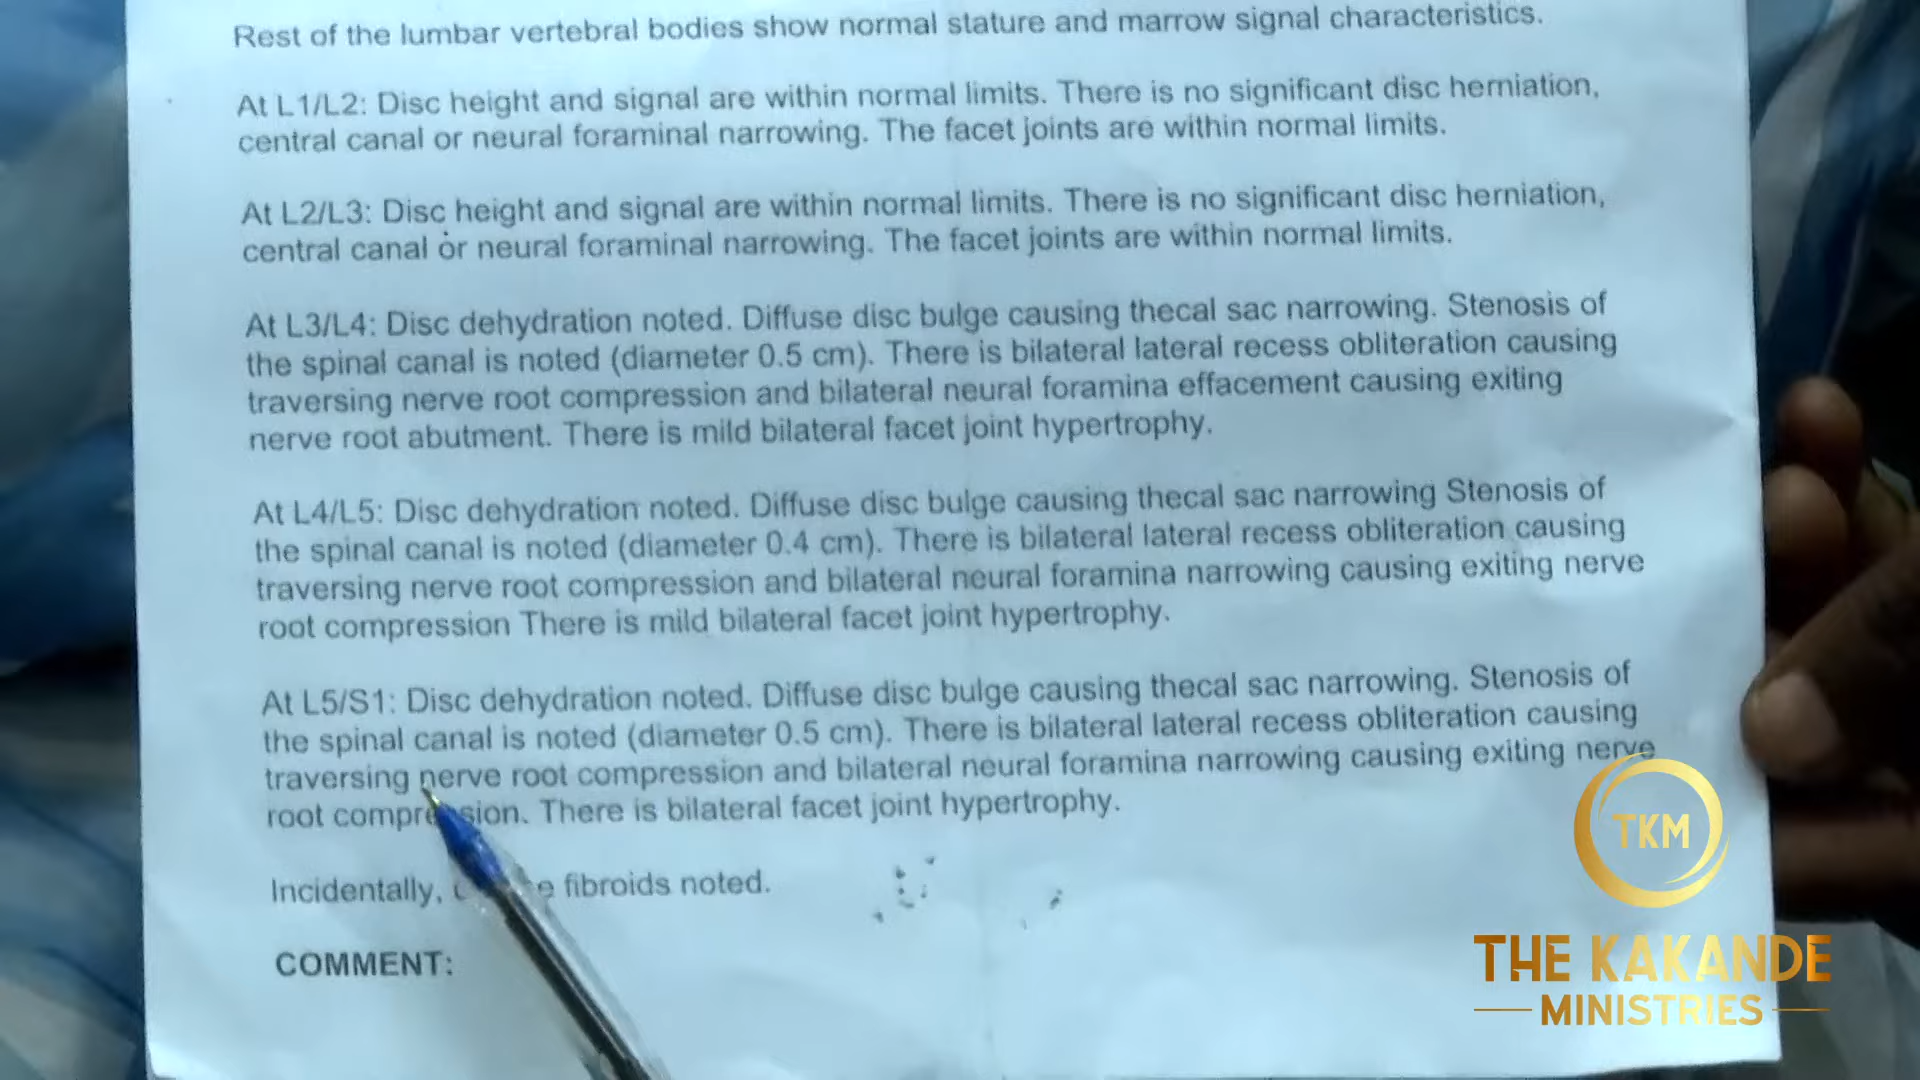 Rest of the lumbar vertebral bodies show normal stature and marrow signal characteristics.
At L1/L2: Disc height and signal are within normal limits. There is no significant disc herniation,
central canal or neural foraminal narrowing. The facet joints are within normal limits.
At L2/L3: Disc height and signal are within normal limits. There is no significant disc herniation,
central canal or neural foraminal narrowing. The facet joints are within normal limits.
At L3/L4: Disc dehydration noted. Diffuse disc bulge causing thecal sac narrowing. Stenosis of
the spinal canal is noted (diameter 0.5 cm). There is bilateral lateral recess obliteration causing
traversing nerve root compression and bilateral neural foramina effacement causing exiting
nerve root abutment. There is mild bilateral facet joint hypertrophy.
At L4/L5: Disc dehydration noted. Diffuse disc bulge causing thecal sac narrowing Stenosis of
the spinal canal is noted (diameter 0.4 cm). There is bilateral lateral recess obliteration causing
traversing nerve root compression and bilateral neural foramina narrowing causing exiting nerve
root compression There is mild bilateral facet joint hypertrophy.
At L5/S1: Disc dehydration noted. Diffuse disc bulge causing thecal sac narrowing. Stenosis of
the spinal canal is noted (diameter 0.5 cm). There is bilateral lateral recess obliteration causing
traversing nerve root compression and bilateral neural foramina narrowing causing exiting nerve
root compression. There is bilateral facet joint hypertrophy.
Incidentally, fibroids noted.
COMMENT:
TKM
THE KAKANDE
MINISTRIES